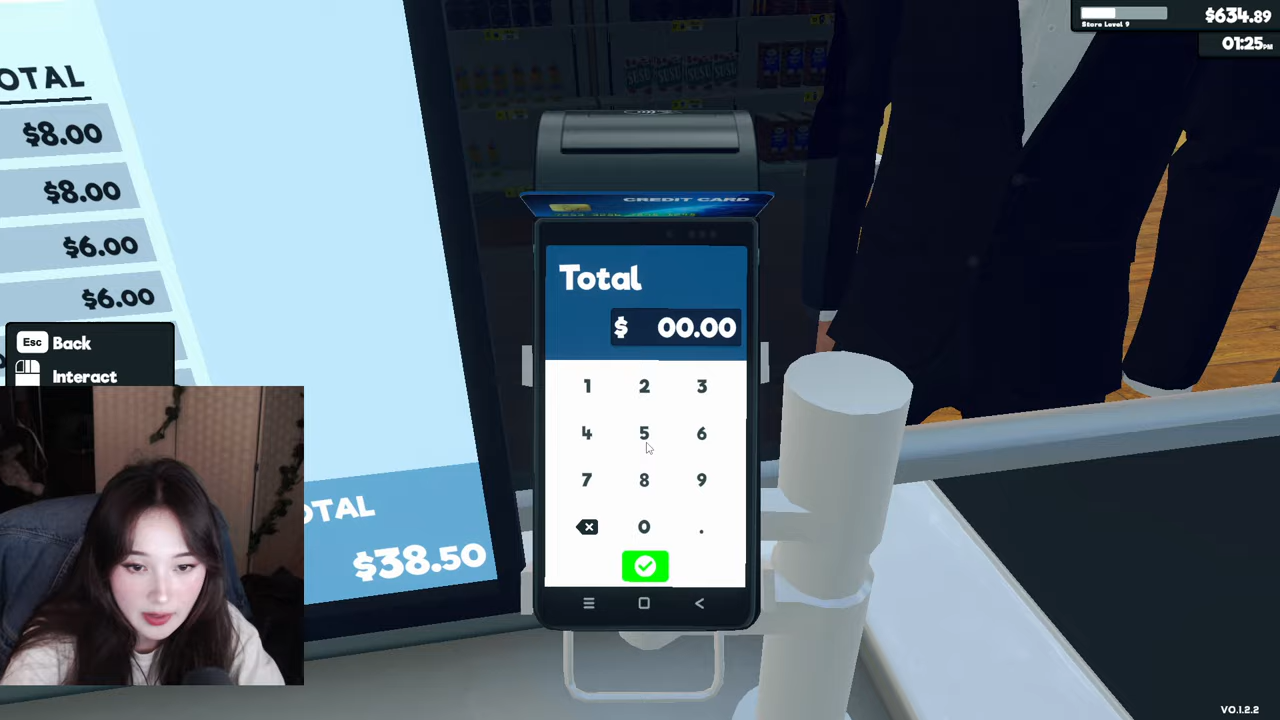 $634.89
Store Level 9
01:25PM
TOTAL
$8.00
$8.00
$6.00
$6.00
Esc Back
Interact
CREDIT CARD
Total
$ 00.00
1 2 3
4 5 6
7 8 9
0 .
OTAL
$38.50
V0.1.2.2